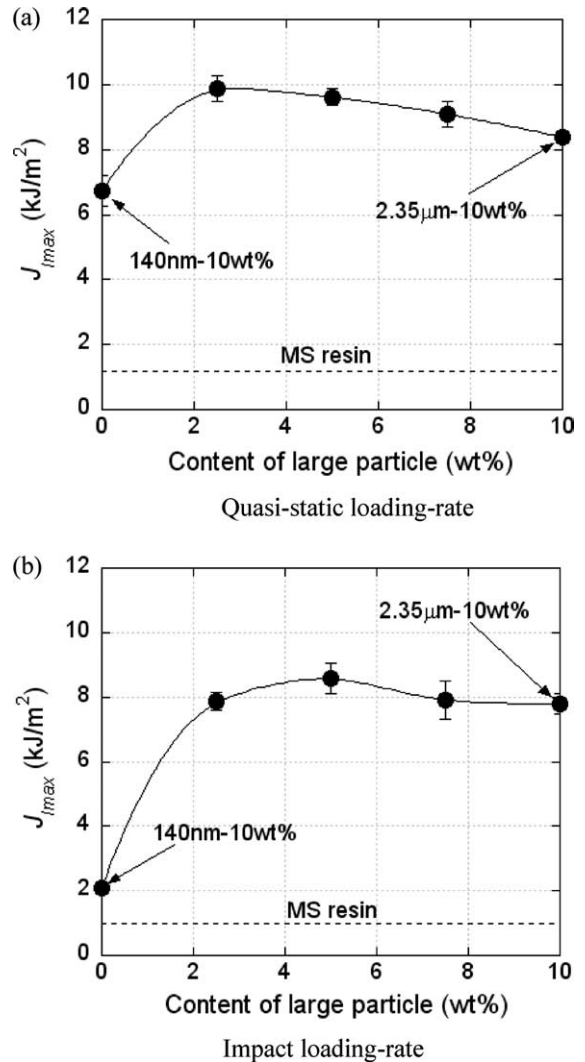 (a)
12
10
8
6
4
2
0
J_Imax (kJ/m²)
2.35μm-10wt%
140nm-10wt%
MS resin
0 2 4 6 8 10
Content of large particle (wt%)
Quasi-static loading-rate
(b)
12
10
8
6
4
2
0
J_Imax (kJ/m²)
2.35μm-10wt%
140nm-10wt%
MS resin
0 2 4 6 8 10
Content of large particle (wt%)
Impact loading-rate